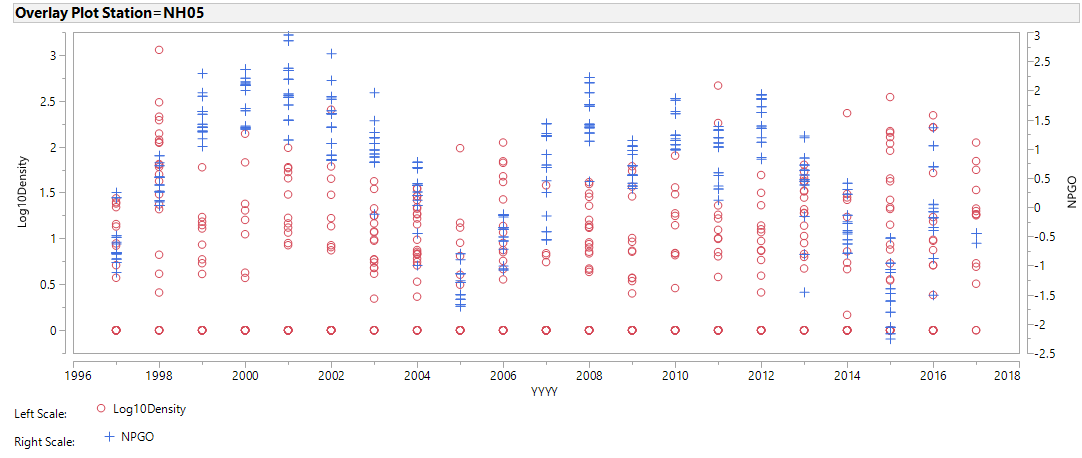 Overlay Plot Station=NH05
3
2.5
2
1.5
1
0.5
0
Log10Density
3
2.5
2
1.5
1
0.5
0
-0.5
-1
-1.5
-2
-2.5
NPGO
1996 1998 2000 2002 2004 2006 2008 2010 2012 2014 2016 2018
YYYY
Left Scale: Log10Density
Right Scale: NPGO